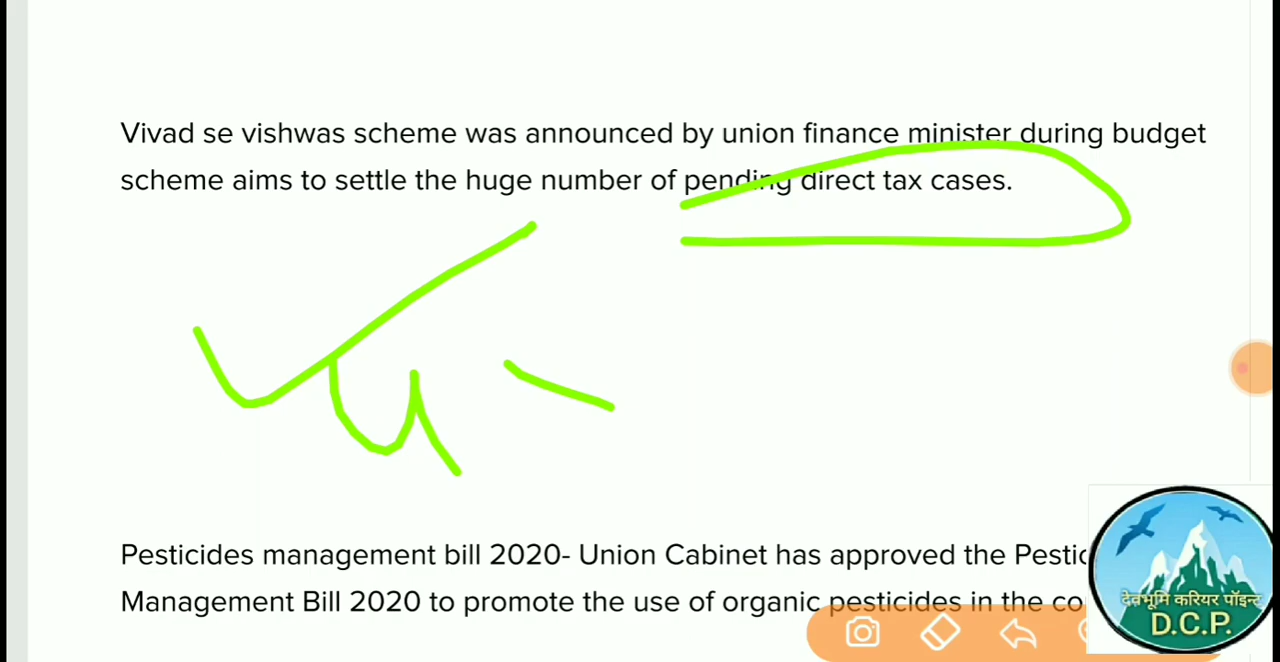 Vivad se vishwas scheme was announced by union finance minister during budget
scheme aims to settle the huge number of pending direct tax cases.
Pesticides management bill 2020- Union Cabinet has approved the
Management Bill 2020 to promote the use of organic pesticides in the
देवभूमि करियर पॉइन्ट
D.C.P.